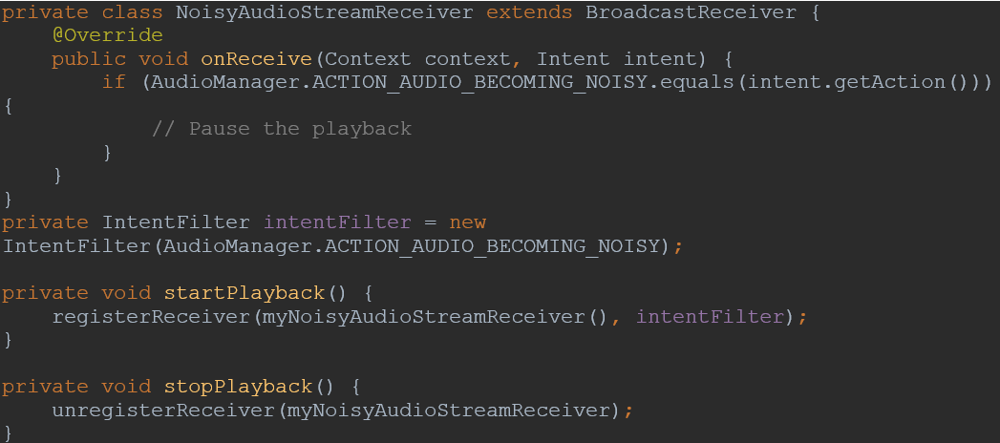 private class NoisyAudioStreamReceiver extends BroadcastReceiver {
    @Override
    public void onReceive(Context context, Intent intent) {
        if (AudioManager.ACTION_AUDIO_BECOMING_NOISY.equals(intent.getAction()))
{
            // Pause the playback
        }
    }
}
private IntentFilter intentFilter = new
IntentFilter(AudioManager.ACTION_AUDIO_BECOMING_NOISY);

private void startPlayback() {
    registerReceiver(myNoisyAudioStreamReceiver(), intentFilter);
}

private void stopPlayback() {
    unregisterReceiver(myNoisyAudioStreamReceiver);
}